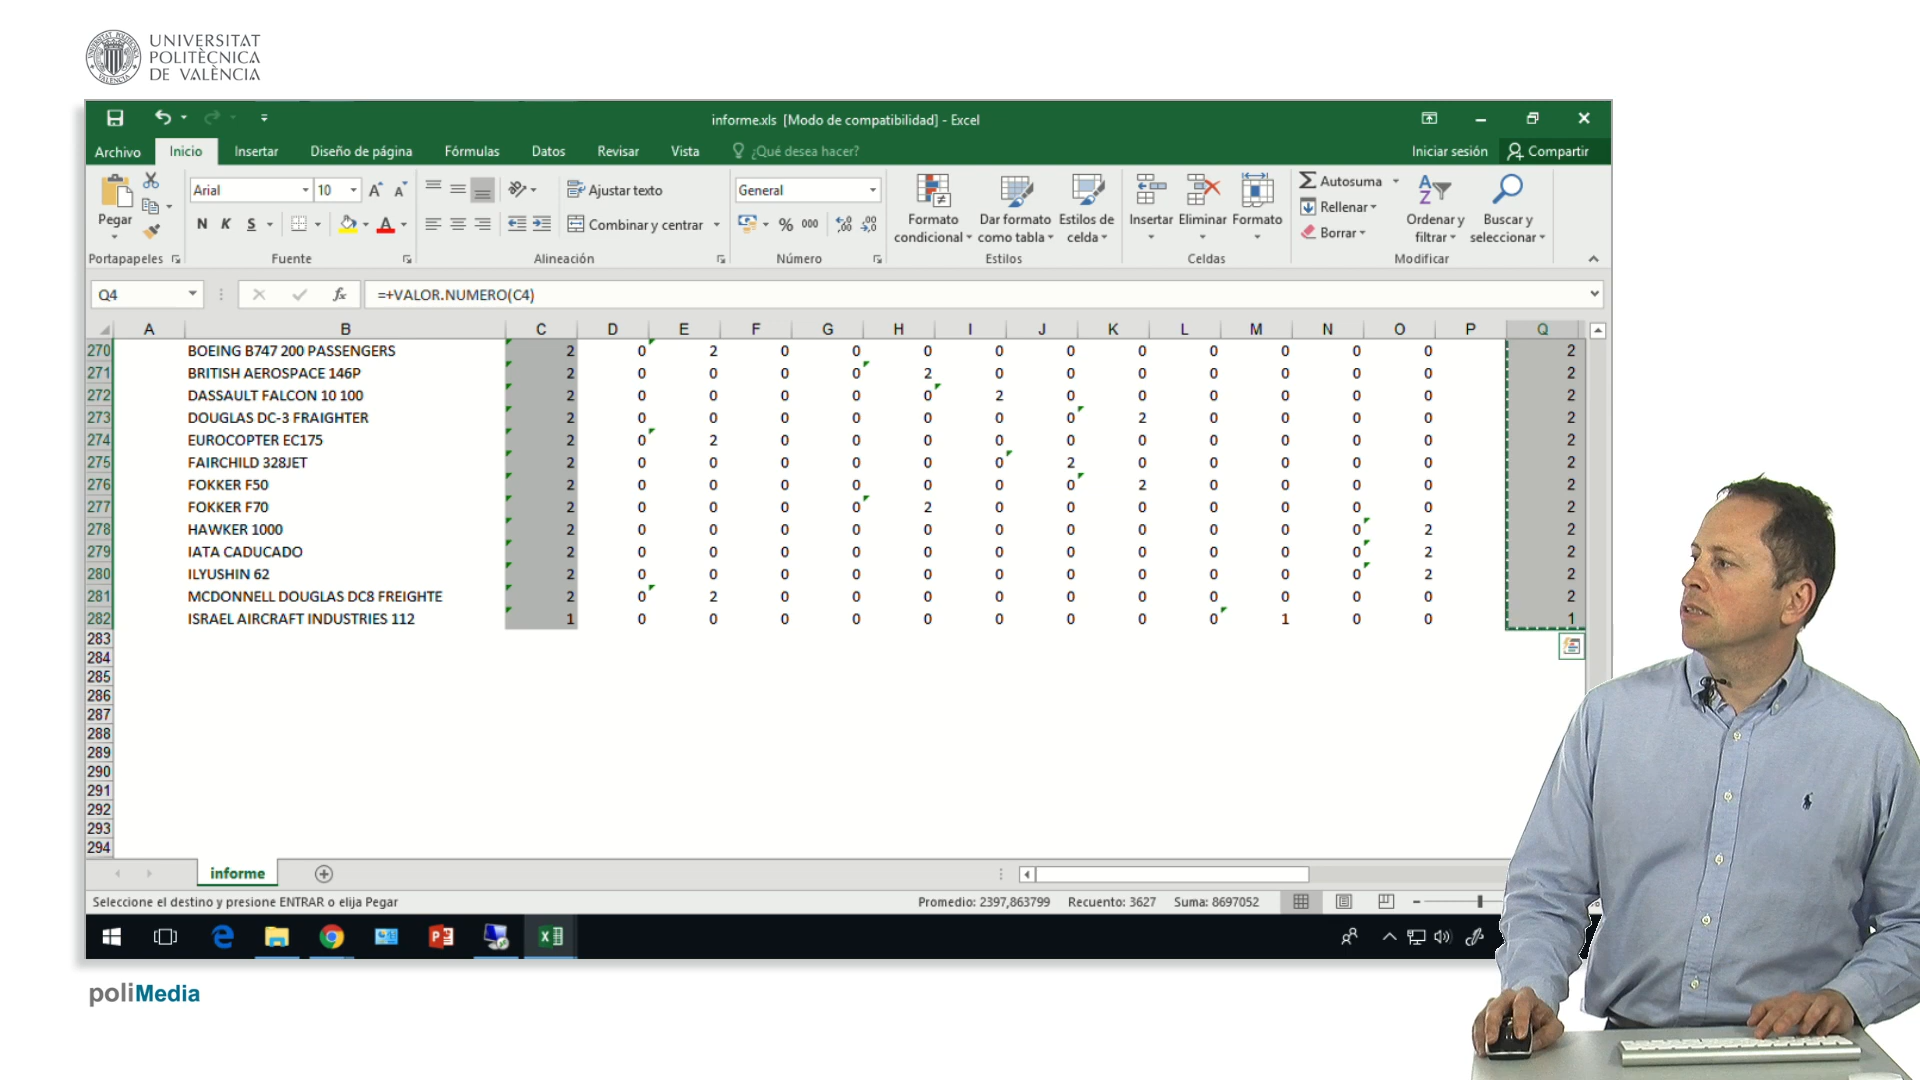 UNIVERSITAT
POLITÈCNICA
DE VALÈNCIA
informe.xls [Modo de compatibilidad] - Excel
Archivo Inicio Insertar Diseño de página Fórmulas Datos Revisar Vista ¿Qué desea hacer? Iniciar sesión Compartir
Pegar Arial 10 Ajustar texto General Formato condicional Dar formato como tabla Estilos de celda Insertar Eliminar Formato Autosuma Rellenar Borrar Ordenar y filtrar Buscar y seleccionar
N K S A Combinar y centrar % 000
Portapapeles Fuente Alineación Número Estilos Celdas Modificar
Q4 fx =+VALOR.NUMERO(C4)
A B C D E F G H I J K L M N O P Q
270 BOEING B747 200 PASSENGERS 2 0 2 0 0 0 0 0 0 0 0 0 0 2
271 BRITISH AEROSPACE 146P 2 0 0 0 0 2 0 0 0 0 0 0 0 2
272 DASSAULT FALCON 10 100 2 0 0 0 0 0 2 0 0 0 0 0 0 2
273 DOUGLAS DC-3 FRAIGHTER 2 0 0 0 0 0 0 0 2 0 0 0 0 2
274 EUROCOPTER EC175 2 0 2 0 0 0 0 0 0 0 0 0 0 2
275 FAIRCHILD 328JET 2 0 0 0 0 0 0 2 0 0 0 0 0 2
276 FOKKER F50 2 0 0 0 0 0 0 0 2 0 0 0 0 2
277 FOKKER F70 2 0 0 0 0 2 0 0 0 0 0 0 0 2
278 HAWKER 1000 2 0 0 0 0 0 0 0 0 0 0 0 2 2
279 IATA CADUCADO 2 0 0 0 0 0 0 0 0 0 0 0 2 2
280 ILYUSHIN 62 2 0 0 0 0 0 0 0 0 0 0 0 2 2
281 MCDONNELL DOUGLAS DC8 FREIGHTE 2 0 2 0 0 0 0 0 0 0 0 0 0 2
282 ISRAEL AIRCRAFT INDUSTRIES 112 1 0 0 0 0 0 0 0 0 0 1 0 0 1
283
284
285
286
287
288
289
290
291
292
293
294
informe
Seleccione el destino y presione ENTRAR o elija Pegar Promedio: 2397,863799 Recuento: 3627 Suma: 8697052
poliMedia